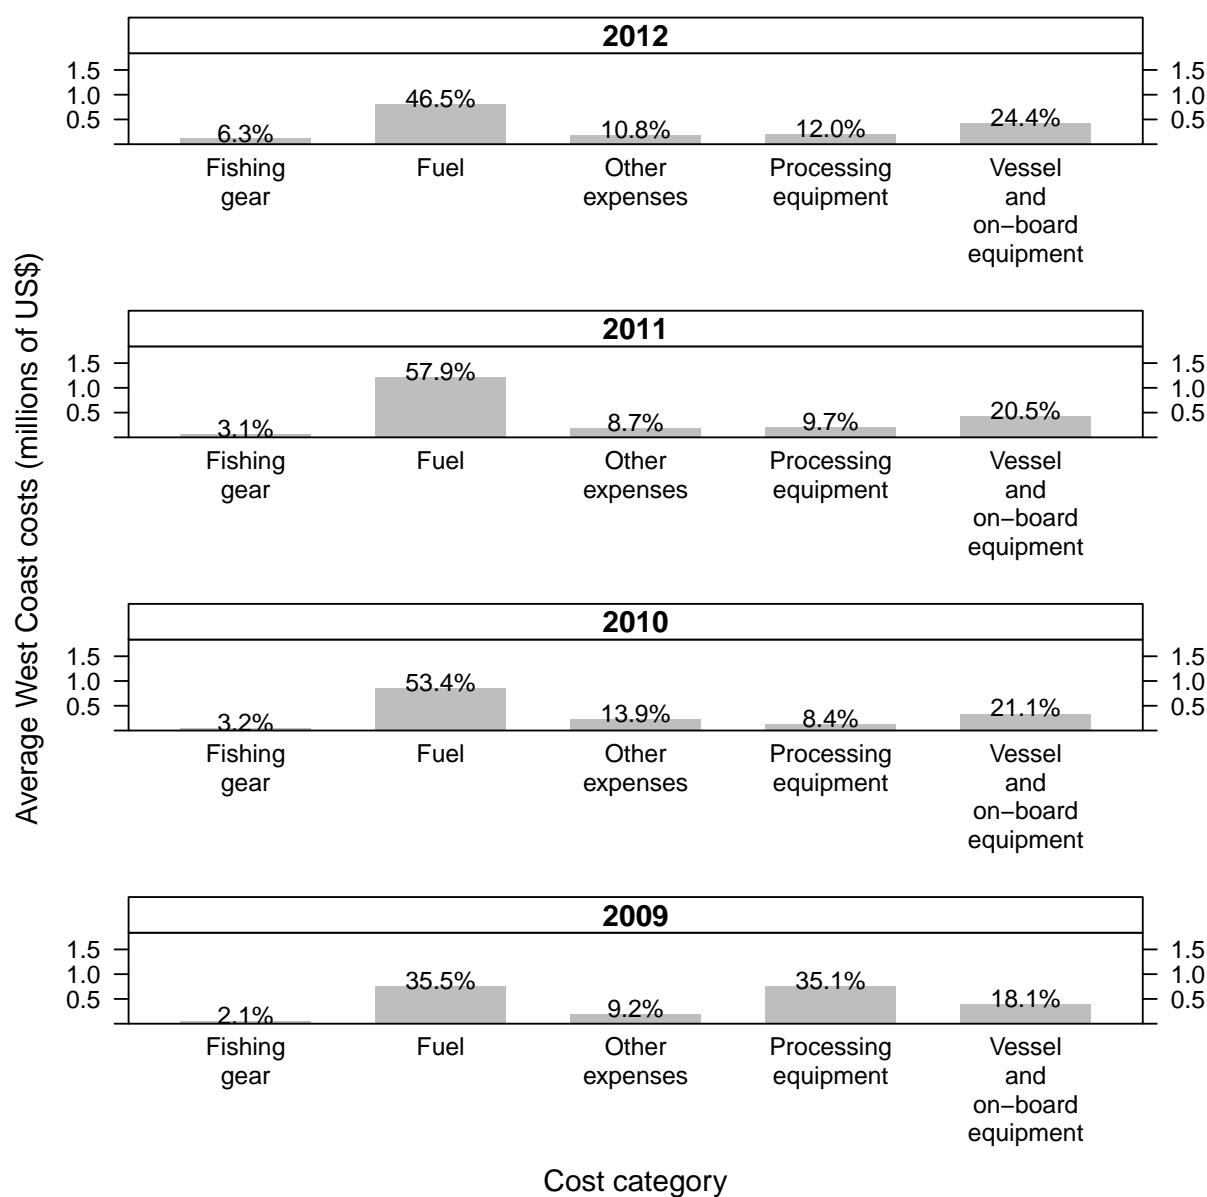 Average West Coast costs (millions of US$)
2012
1.5 1.5
1.0 1.0
0.5 0.5
6.3% 46.5% 10.8% 12.0% 24.4%
Fishing Fuel Other Processing Vessel
gear expenses equipment and
on−board
equipment
2011
1.5 1.5
1.0 1.0
0.5 0.5
3.1% 57.9% 8.7% 9.7% 20.5%
Fishing Fuel Other Processing Vessel
gear expenses equipment and
on−board
equipment
2010
1.5 1.5
1.0 1.0
0.5 0.5
3.2% 53.4% 13.9% 8.4% 21.1%
Fishing Fuel Other Processing Vessel
gear expenses equipment and
on−board
equipment
2009
1.5 1.5
1.0 1.0
0.5 0.5
2.1% 35.5% 9.2% 35.1% 18.1%
Fishing Fuel Other Processing Vessel
gear expenses equipment and
on−board
equipment
Cost category